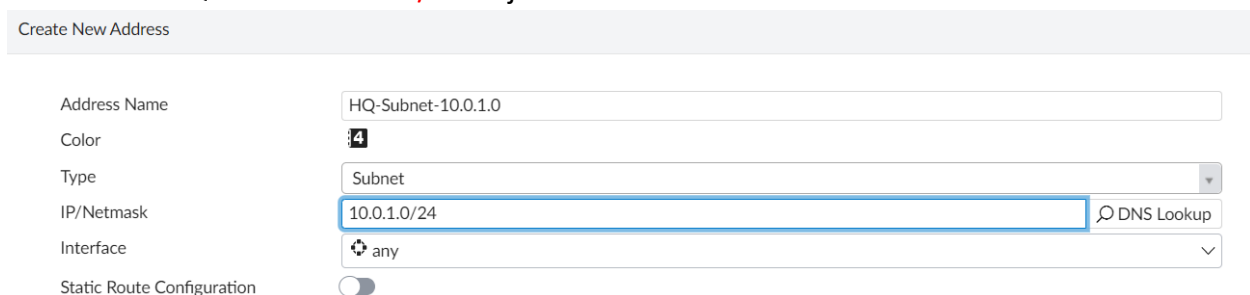 Create New Address
Address Name HQ-Subnet-10.0.1.0
Color 4
Type Subnet
IP/Netmask 10.0.1.0/24 DNS Lookup
Interface any
Static Route Configuration